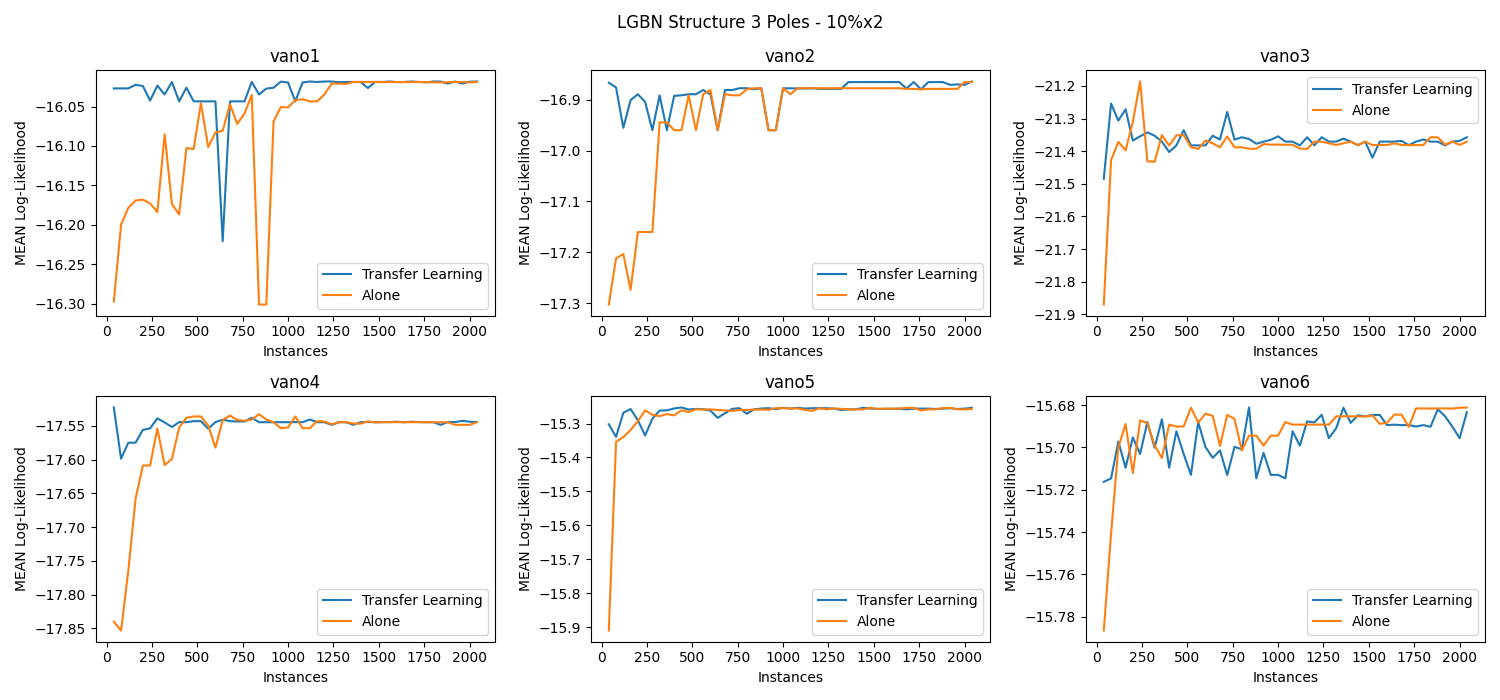 LGBN Structure 3 Poles - 10%x2
vano1
MEAN Log-Likelihood
−16.05
−16.10
−16.15
−16.20
−16.25
−16.30
Transfer Learning
Alone
0 250 500 750 1000 1250 1500 1750 2000
Instances
vano2
MEAN Log-Likelihood
−16.9
−17.0
−17.1
−17.2
−17.3
Transfer Learning
Alone
0 250 500 750 1000 1250 1500 1750 2000
Instances
vano3
MEAN Log-Likelihood
−21.2
−21.3
−21.4
−21.5
−21.6
−21.7
−21.8
−21.9
Transfer Learning
Alone
0 250 500 750 1000 1250 1500 1750 2000
Instances
vano4
MEAN Log-Likelihood
−17.55
−17.60
−17.65
−17.70
−17.75
−17.80
−17.85
Transfer Learning
Alone
0 250 500 750 1000 1250 1500 1750 2000
Instances
vano5
MEAN Log-Likelihood
−15.3
−15.4
−15.5
−15.6
−15.7
−15.8
−15.9
Transfer Learning
Alone
0 250 500 750 1000 1250 1500 1750 2000
Instances
vano6
MEAN Log-Likelihood
−15.68
−15.70
−15.72
−15.74
−15.76
−15.78
Transfer Learning
Alone
0 250 500 750 1000 1250 1500 1750 2000
Instances